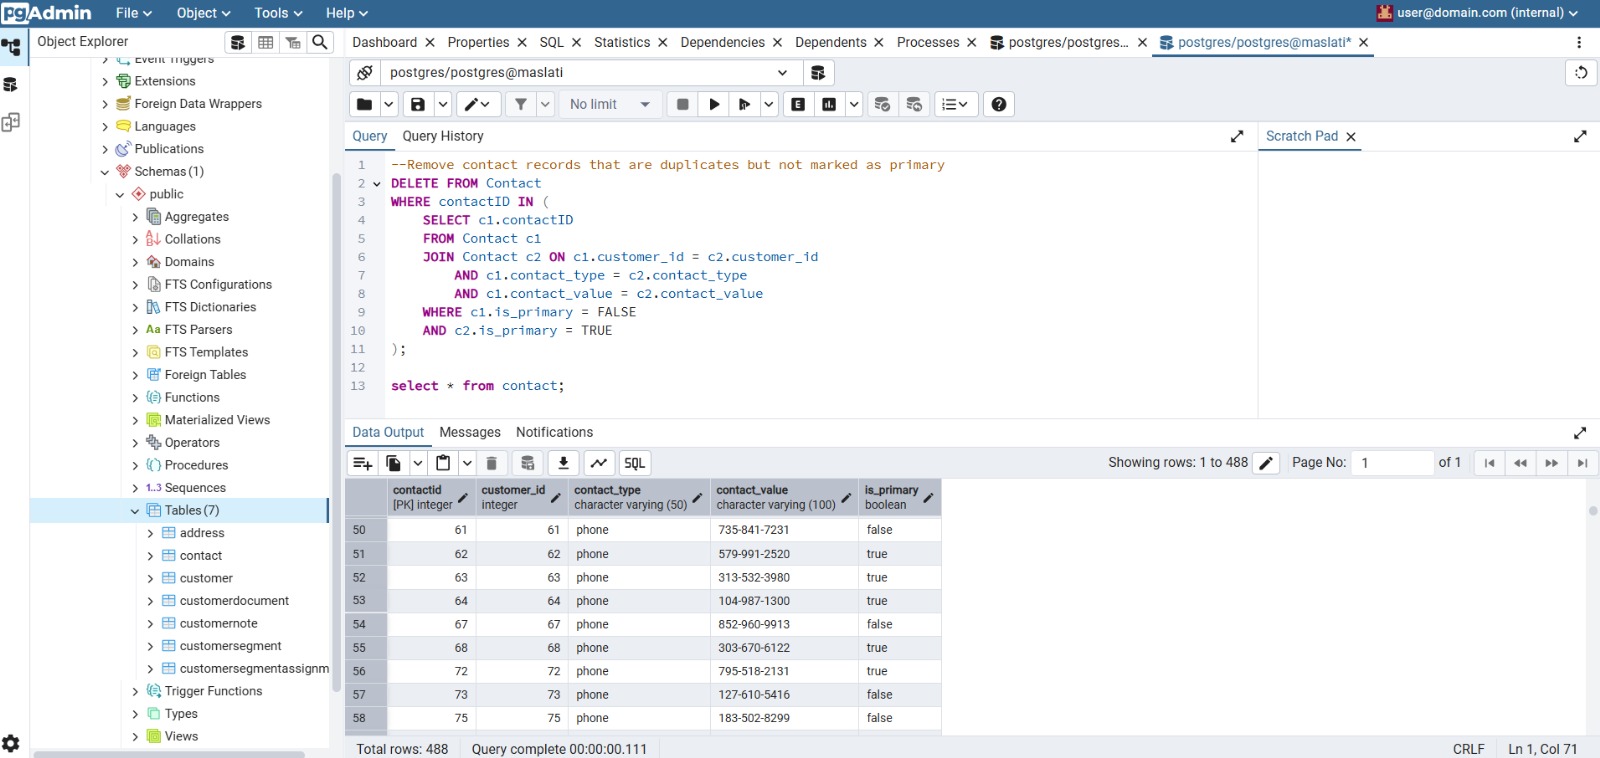 pgAdmin File Object Tools Help user@domain.com (internal)
Object Explorer
Dashboard Properties SQL Statistics Dependencies Dependents Processes postgres/postgres... postgres/postgres@maslati*
Event Triggers
Extensions
Foreign Data Wrappers
Languages
Publications
Schemas (1)
public
Aggregates
Collations
Domains
FTS Configurations
FTS Dictionaries
Aa FTS Parsers
FTS Templates
Foreign Tables
Functions
Materialized Views
Operators
Procedures
1..3 Sequences
Tables (7)
address
contact
customer
customerdocument
customernote
customersegment
customersegmentassignm
Trigger Functions
Types
Views
postgres/postgres@maslati
No limit E
Query Query History
Scratch Pad
1 --Remove contact records that are duplicates but not marked as primary
2 DELETE FROM Contact
3 WHERE contactID IN (
4 SELECT c1.contactID
5 FROM Contact c1
6 JOIN Contact c2 ON c1.customer_id = c2.customer_id
7 AND c1.contact_type = c2.contact_type
8 AND c1.contact_value = c2.contact_value
9 WHERE c1.is_primary = FALSE
10 AND c2.is_primary = TRUE
11 );
12
13 select * from contact;
Data Output Messages Notifications
SQL Showing rows: 1 to 488 Page No: 1 of 1
contactid customer_id contact_type contact_value is_primary
[PK] integer integer character varying (50) character varying (100) boolean
50 61 61 phone 735-841-7231 false
51 62 62 phone 579-991-2520 true
52 63 63 phone 313-532-3980 true
53 64 64 phone 104-987-1300 true
54 67 67 phone 852-960-9913 false
55 68 68 phone 303-670-6122 true
56 72 72 phone 795-518-2131 true
57 73 73 phone 127-610-5416 false
58 75 75 phone 183-502-8299 false
Total rows: 488 Query complete 00:00:00.111 CRLF Ln 1, Col 71